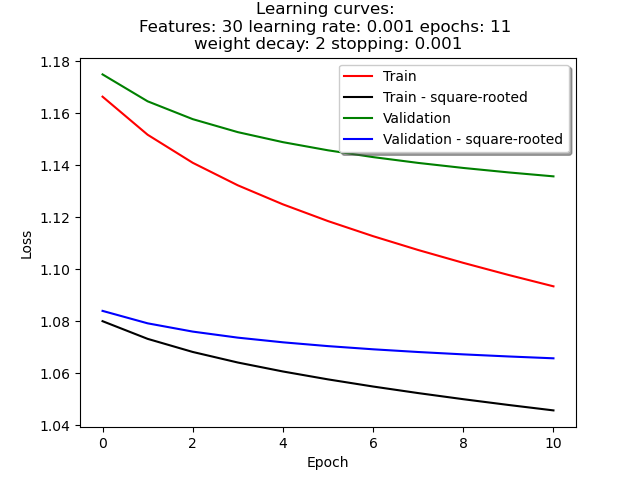 Learning curves:
Features: 30 learning rate: 0.001 epochs: 11
weight decay: 2 stopping: 0.001
1.18
1.16
1.14
1.12
1.10
1.08
1.06
1.04
Loss
Train
Train - square-rooted
Validation
Validation - square-rooted
0
2
4
6
8
10
Epoch